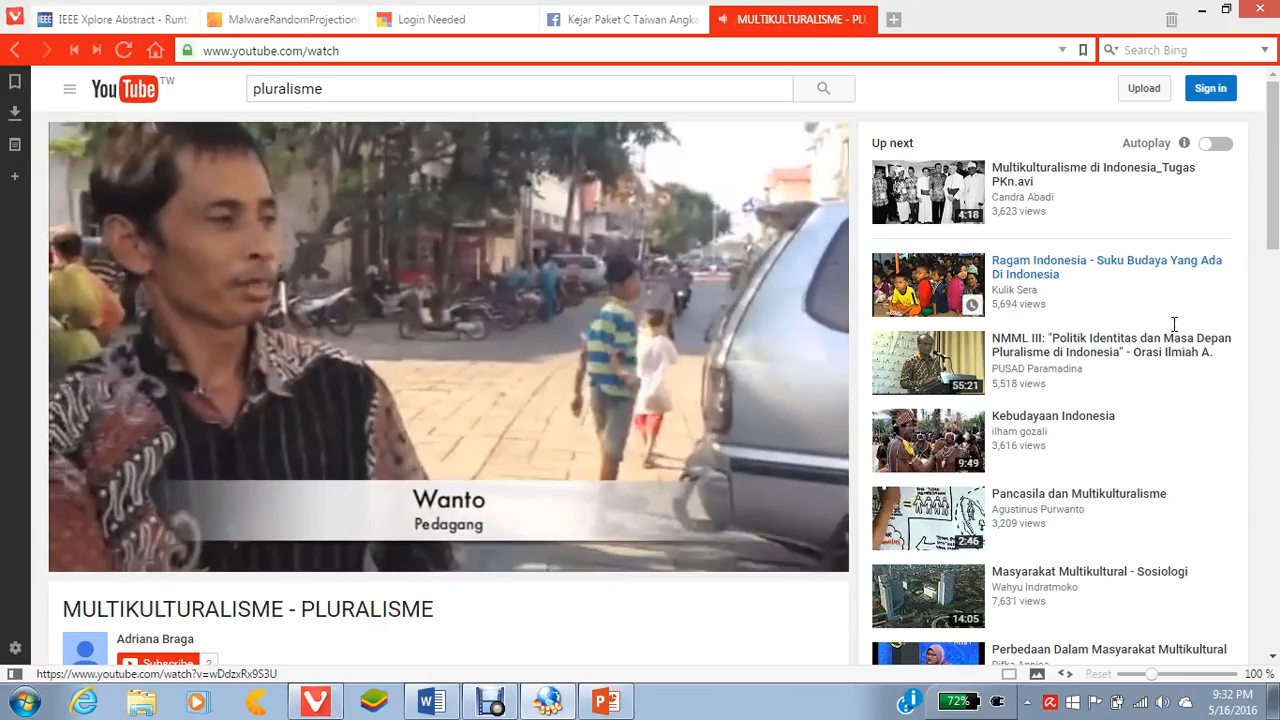 IEEE Xplore Abstract - Runti
MalwareRandomProjections
Login Needed
Kejar Paket C Taiwan Angka
MULTIKULTURALISME - PLU
www.youtube.com/watch
Search Bing
YouTube TW
pluralisme
Upload
Sign in
Wanto
Pedagang
MULTIKULTURALISME - PLURALISME
Adriana Braga
Subscribe 2
Up next
Autoplay
Multikulturalisme di Indonesia_Tugas
PKn.avi
Candra Abadi
3,623 views
4:18
Ragam Indonesia - Suku Budaya Yang Ada
Di Indonesia
Kulik Sera
5,694 views
NMML III: "Politik Identitas dan Masa Depan
Pluralisme di Indonesia" - Orasi Ilmiah A.
PUSAD Paramadina
5,518 views
55:21
Kebudayaan Indonesia
ilham gozali
3,616 views
9:49
Pancasila dan Multikulturalisme
Agustinus Purwanto
3,209 views
2:46
Masyarakat Multikultural - Sosiologi
Wahyu Indratmoko
7,631 views
14:05
Perbedaan Dalam Masyarakat Multikultural
https://www.youtube.com/watch?v=wDdzxRx9S3U
Reset
100 %
72%
9:32 PM
5/16/2016